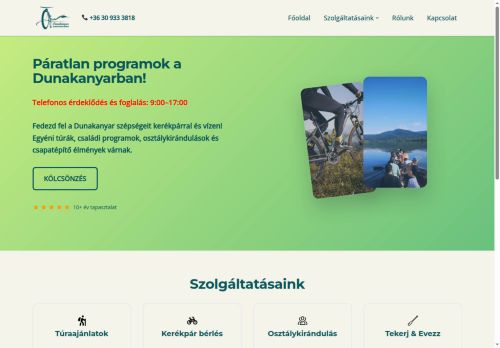 +36 30 933 3818
Főoldal
Szolgáltatásaink
Rólunk
Kapcsolat
Páratlan programok a
Dunakanyarban!
Telefonos érdeklődés és foglalás: 9:00–17:00
Fedezd fel a Dunakanyar szépségeit kerékpárral és vízen!
Egyéni túrák, családi programok, osztálykirándulások és
csapatépítő élmények várnak.
KÖLCSÖNZÉS
10+ év tapasztalat
Szolgáltatásaink
Túraajánlatok
Kerékpár bérlés
Osztálykirándulás
Tekerj & Evezz